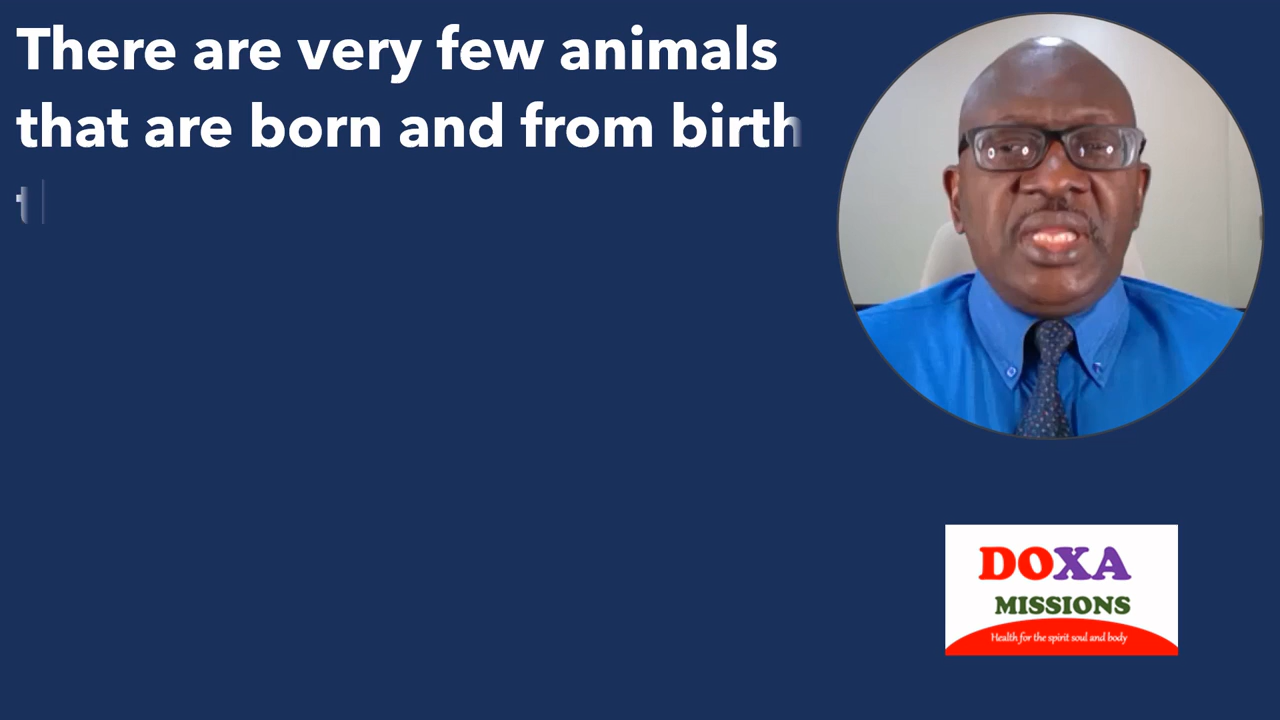 There are very few animals
that are born and from birth
t
DOXA
MISSIONS
Health for the spirit soul and body